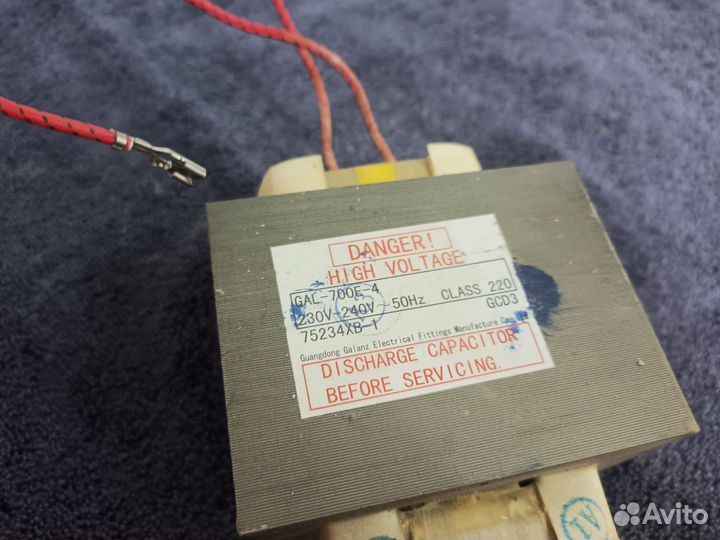 DANGER!
HIGH VOLTAGE
GAL-700E-4
230V-240V~50Hz CLASS 220
75234XB-1 GCD3
Guangdong Galanz Electrical Fittings Manufacture
DISCHARGE CAPACITOR
BEFORE SERVICING.
A1
Avito